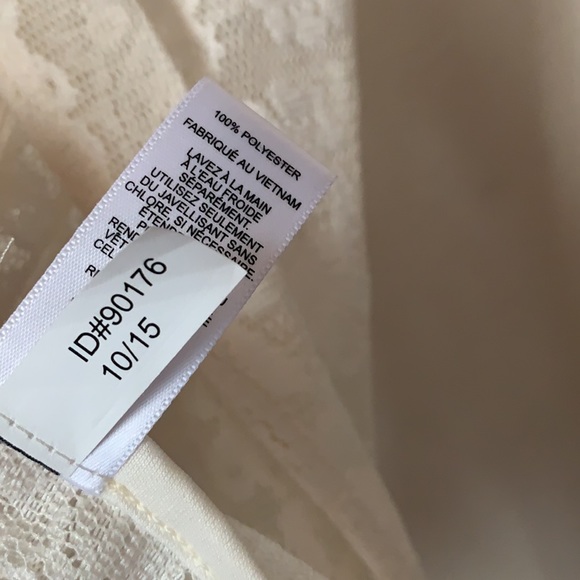 100% POLYESTER
FABRIQUÉ AU VIETNAM
LAVEZ À LA MAIN
À L'EAU FROIDE
SÉPARÉMENT.
UTILISEZ SEULEMENT
DU JAVELLISANT SANS
CHLORE, SI NÉCESSAIRE.
ID#90176
10/15